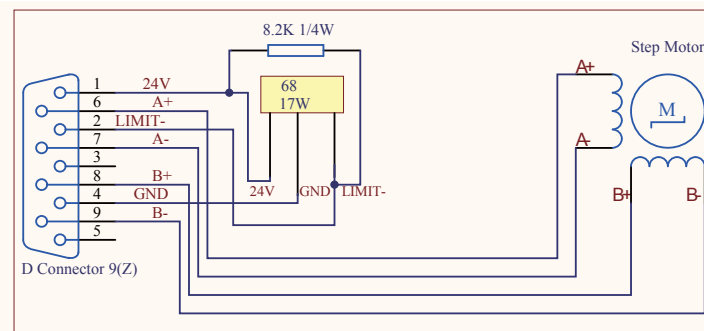 8.2K 1/4W
Step Motor
68
17W
M
A+
A-
B+
B-
1 24V
6 A+
2 LIMIT-
7 A-
3
8 B+
4 GND
9 B-
5
24V GND LIMIT-
D Connector 9(Z)